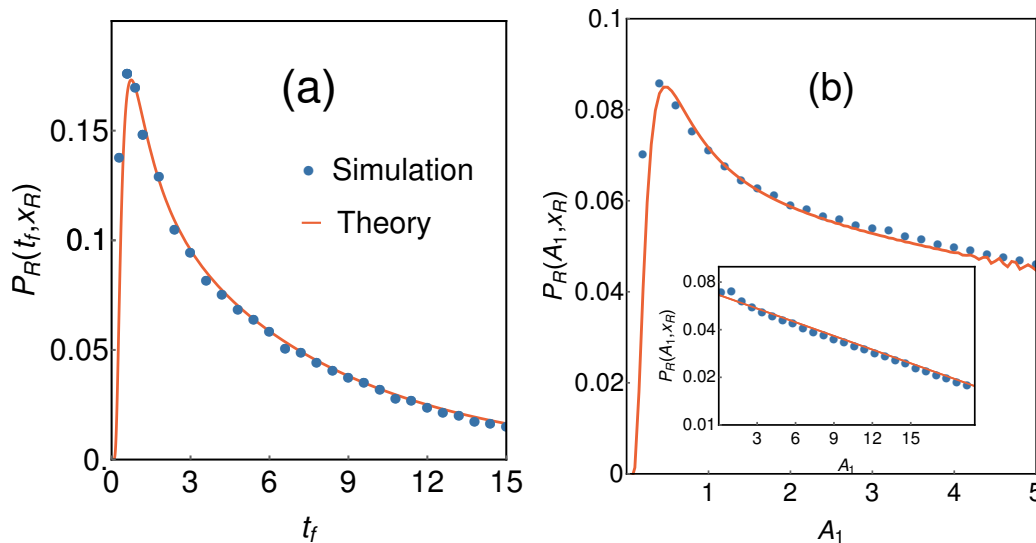 (a)
P_R(t_f,x_R)
0.15
0.1
0.05
0.
Simulation
Theory
0 3 6 9 12 15
t_f
(b)
P_R(A_1,x_R)
0.1
0.08
0.06
0.04
0.02
0
1 2 3 4 5
A_1
P_R(A_1,x_R)
0.08
0.04
0.02
0.01
3 6 9 12 15
A_1